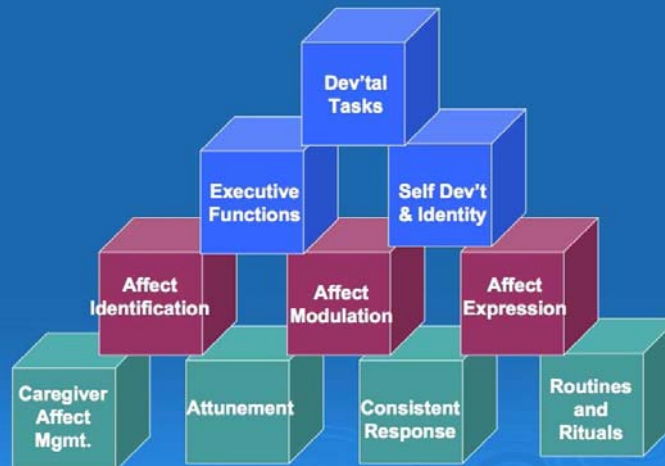 Dev'tal
Tasks
Executive
Functions
Self Dev't
& Identity
Affect
Identification
Affect
Modulation
Affect
Expression
Caregiver
Affect
Mgmt.
Attunement
Consistent
Response
Routines
and
Rituals